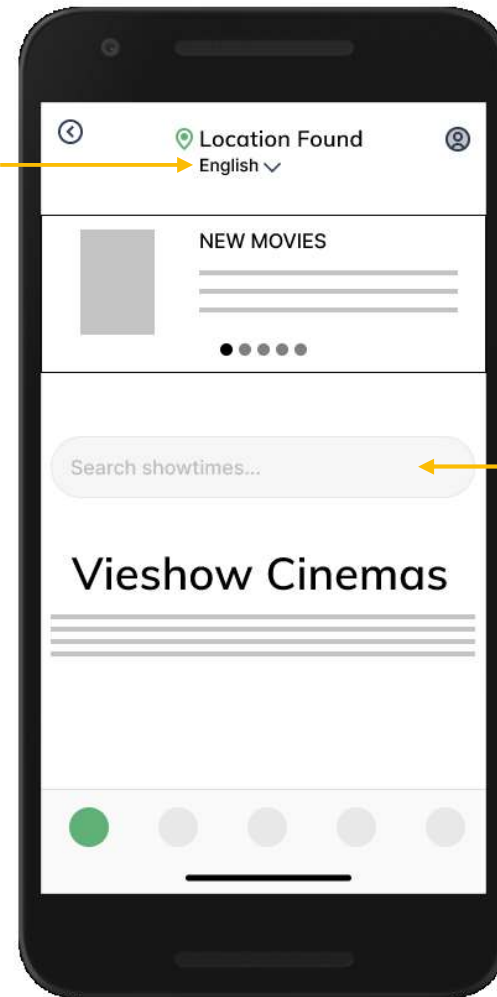 Location Found
English
NEW MOVIES
Search showtimes...
Vieshow Cinemas